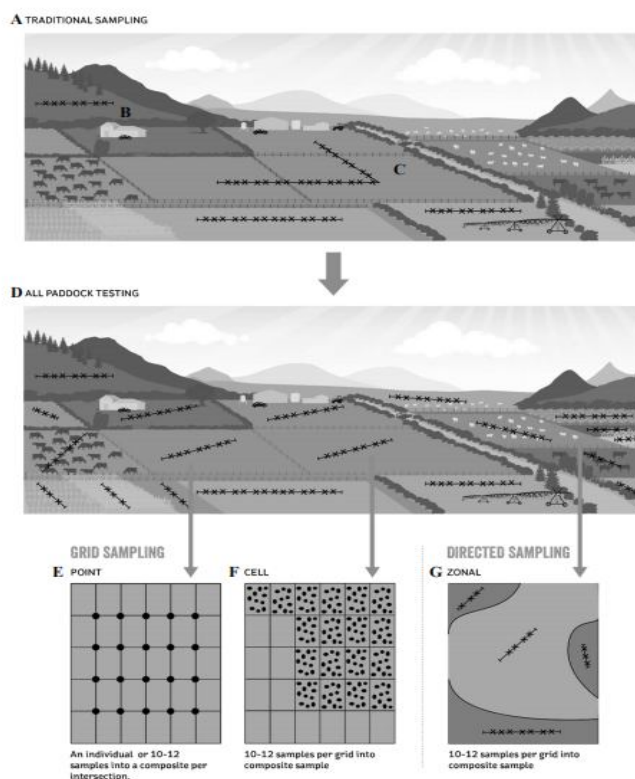 A TRADITIONAL SAMPLING
B
C
D ALL PADDOCK TESTING
GRID SAMPLING
DIRECTED SAMPLING
E POINT
F CELL
G ZONAL
An individual or 10-12
samples into a composite per
intersection.
10-12 samples per grid into
composite sample
10-12 samples per grid into
composite sample